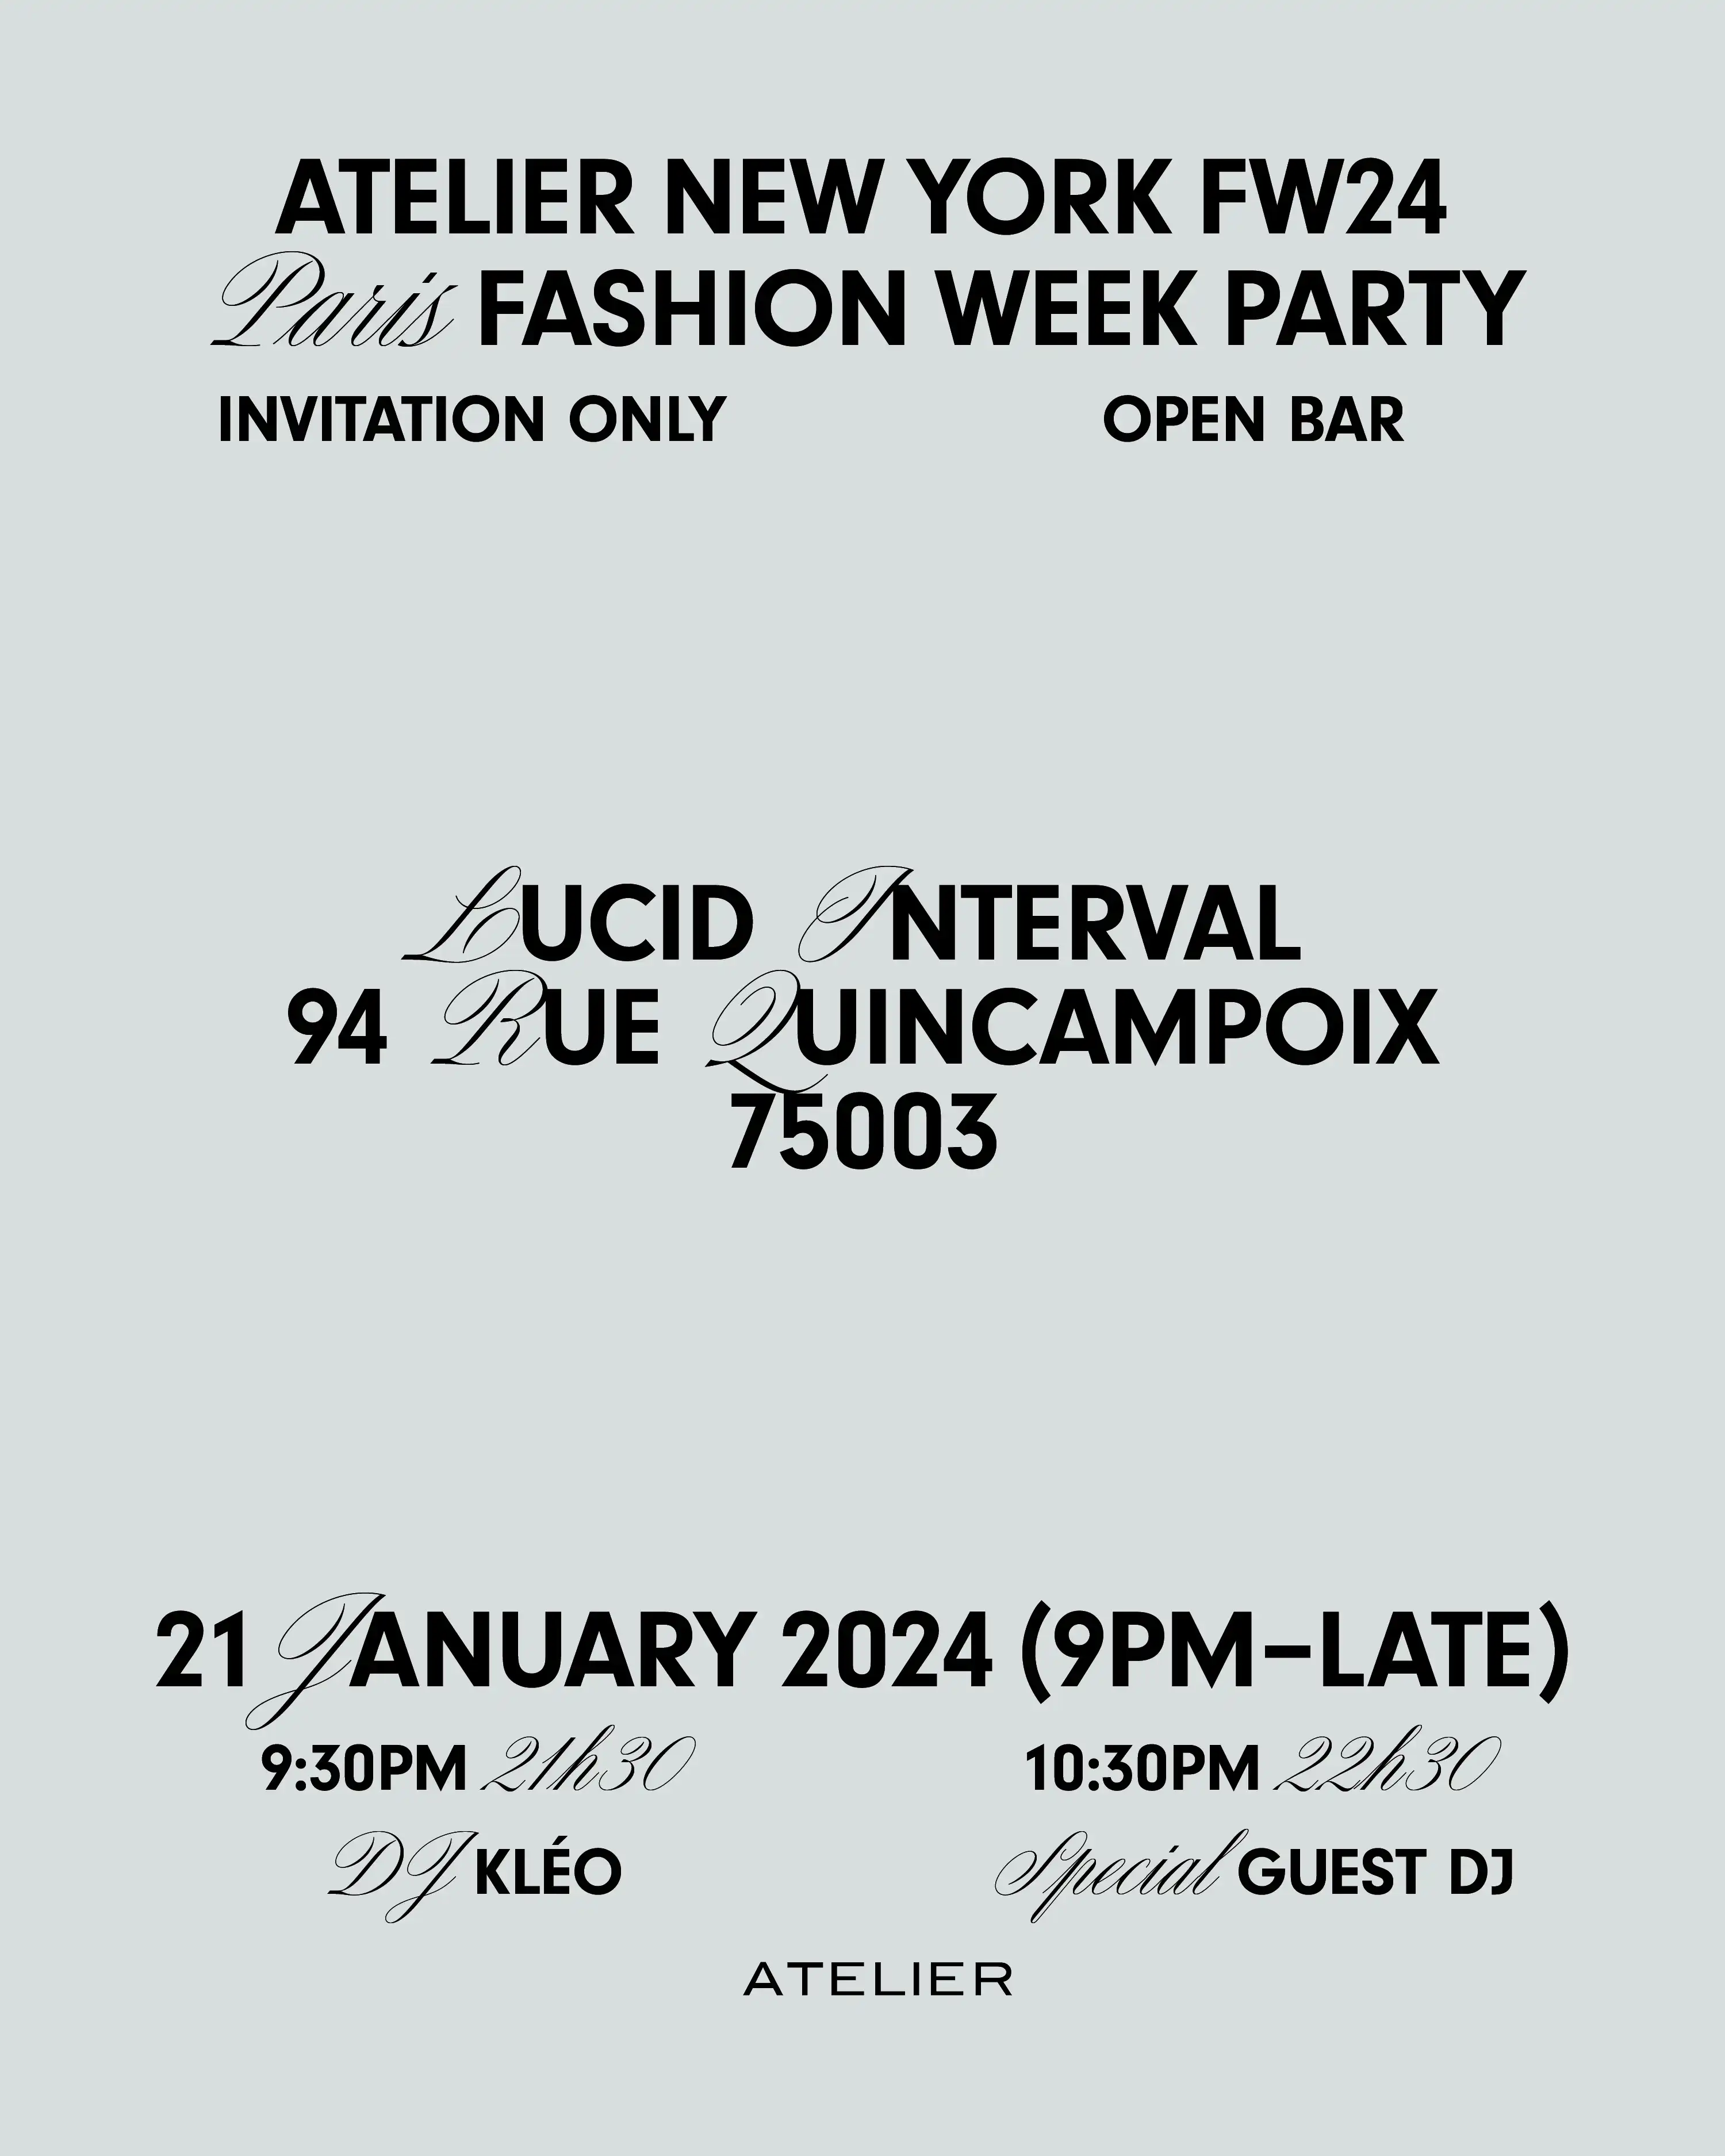 ATELIER NEW YORK FW24
Paris FASHION WEEK PARTY
INVITATION ONLY OPEN BAR
LUCID INTERVAL
94 RUE QUINCAMPOIX
75003
21 JANUARY 2024 (9PM–LATE)
9:30PM 21h30 10:30PM 22h30
DJ KLÉO Special GUEST DJ
ATELIER